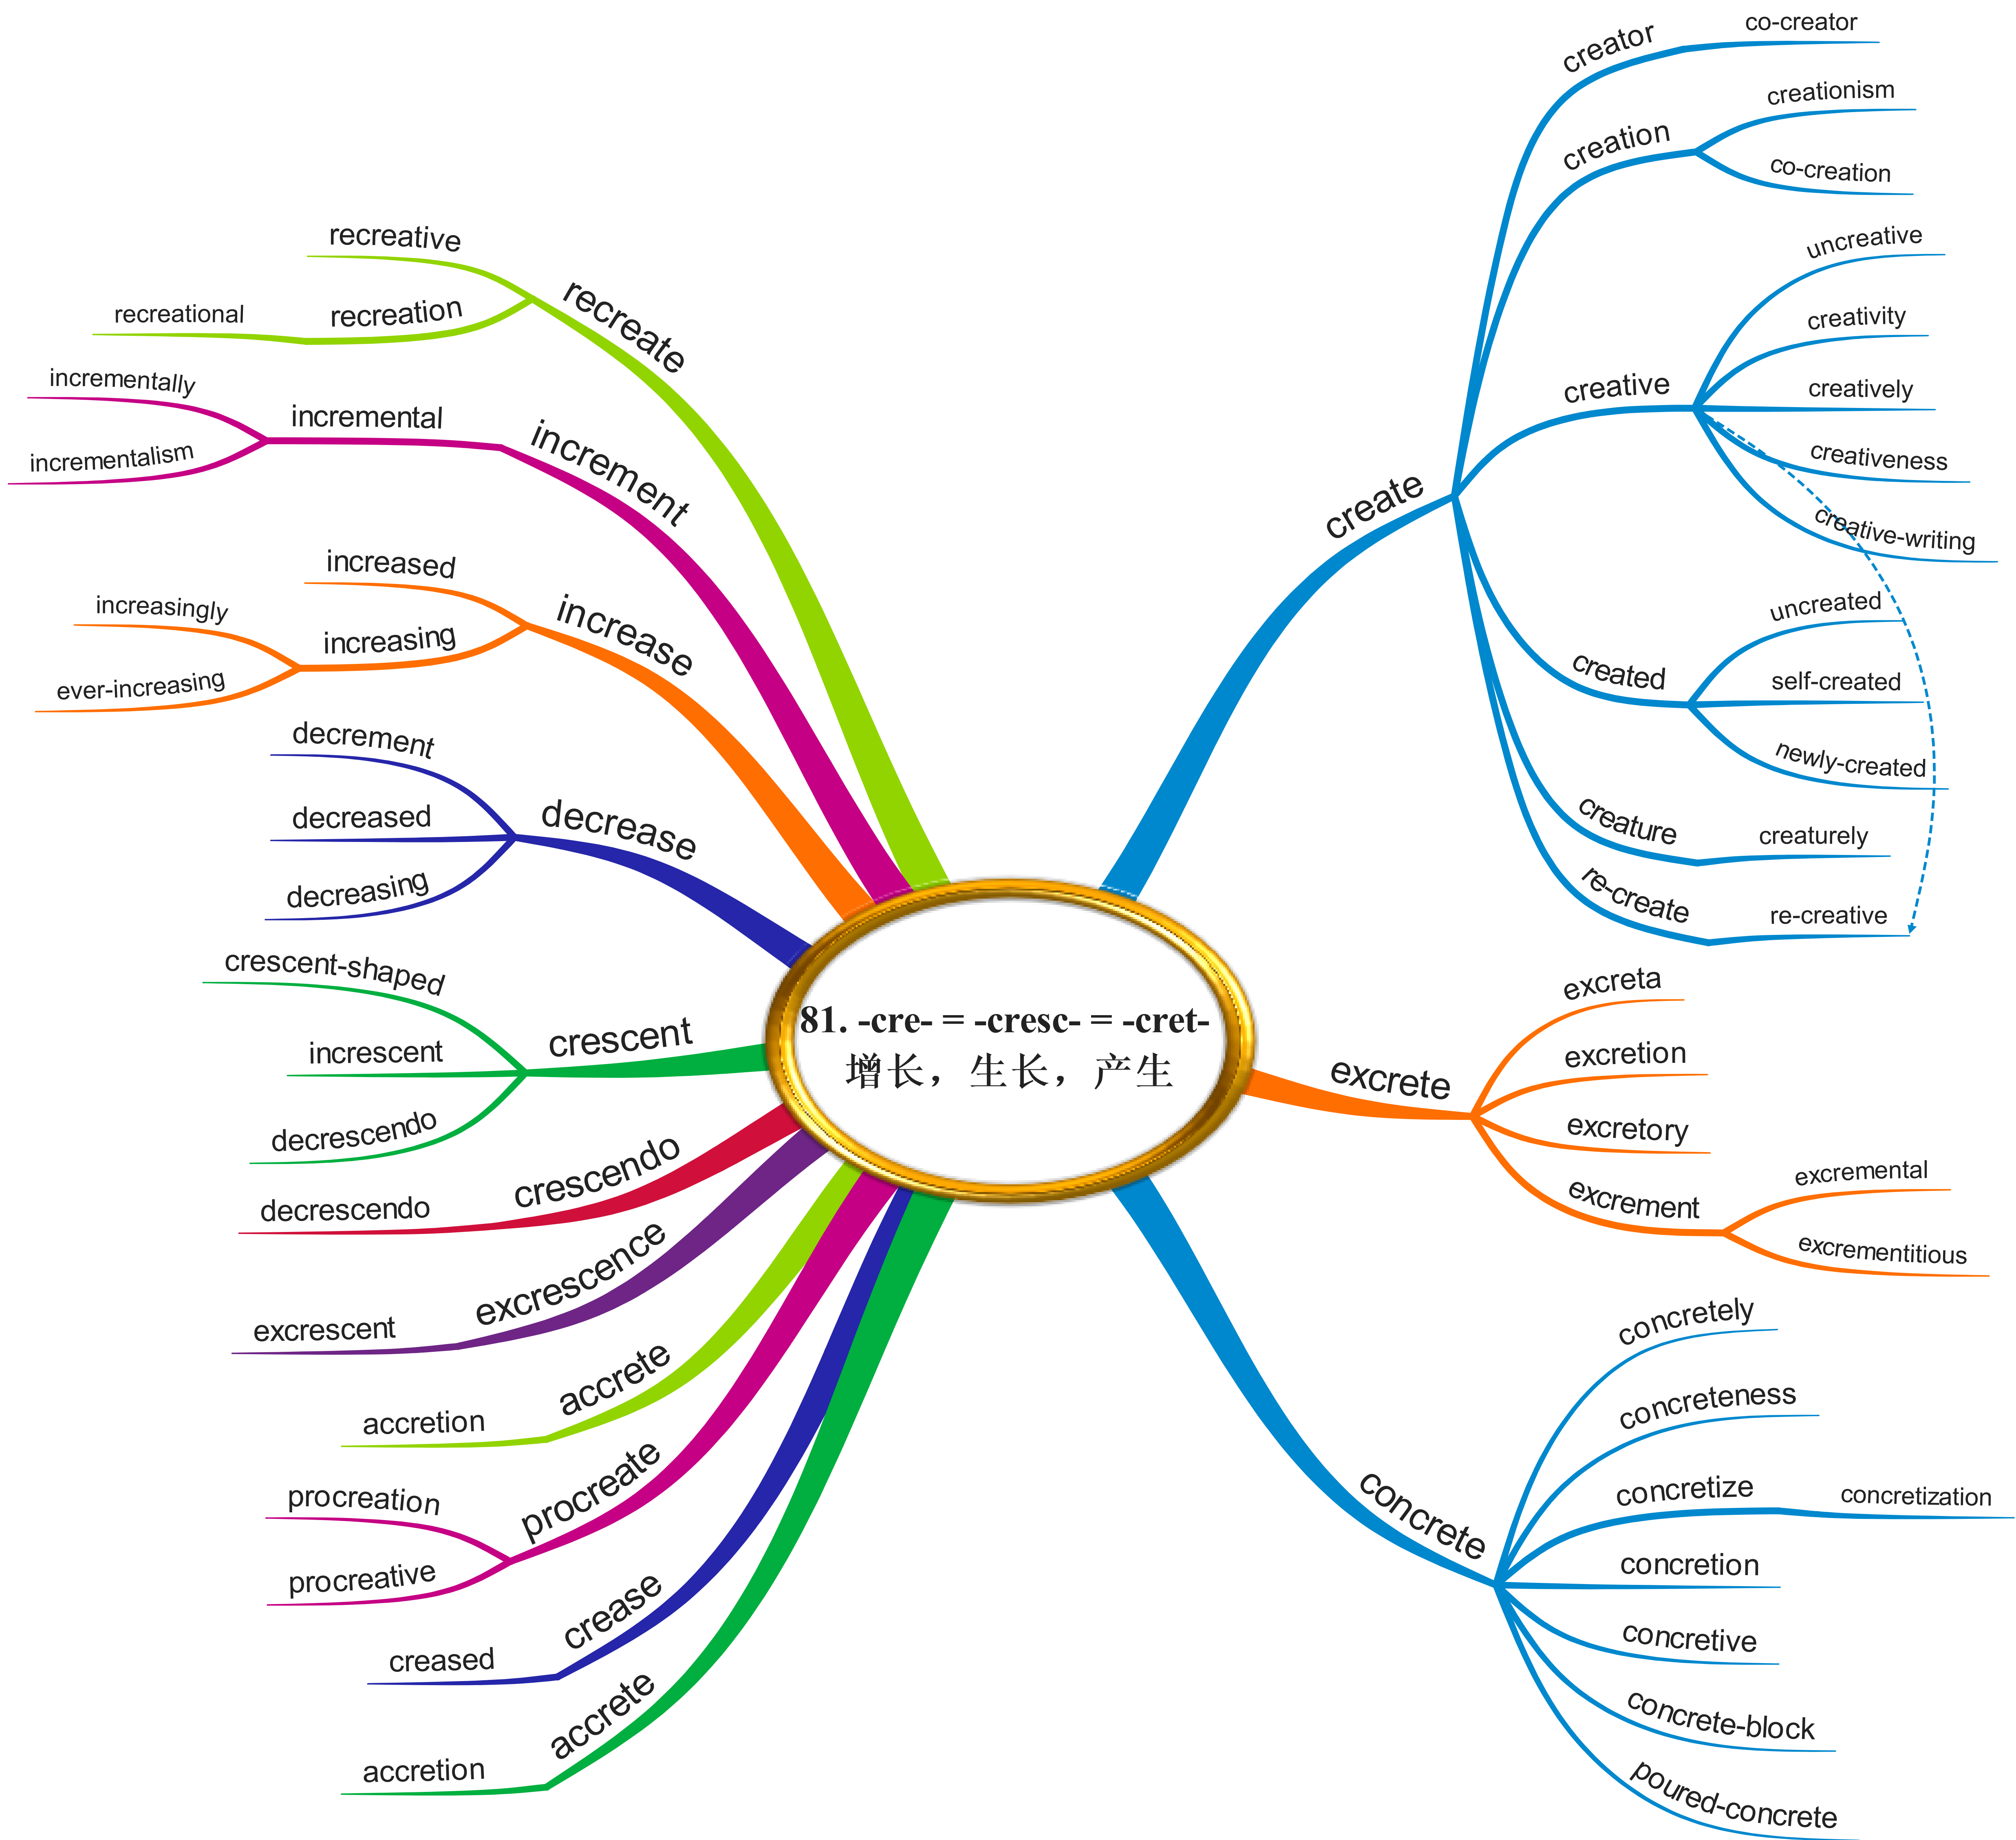 81. -cre- = -cresc- = -cret-
增长，生长，产生
create
creator
co-creator
creation
creationism
co-creation
creative
uncreative
creativity
creatively
creativeness
creative-writing
created
uncreated
self-created
newly-created
creature
creaturely
re-create
re-creative
excrete
excreta
excretion
excretory
excrement
excremental
excrementitious
concrete
concretely
concreteness
concretize
concretization
concretion
concretive
concrete-block
poured-concrete
recreate
recreative
recreation
recreational
increment
incremental
incrementally
incrementalism
increase
increased
increasing
increasingly
ever-increasing
decrease
decrement
decreased
decreasing
crescent
crescent-shaped
increscent
decrescendo
crescendo
decrescendo
excrescence
excrescent
accrete
accretion
procreate
procreation
procreative
crease
creased
accrete
accretion